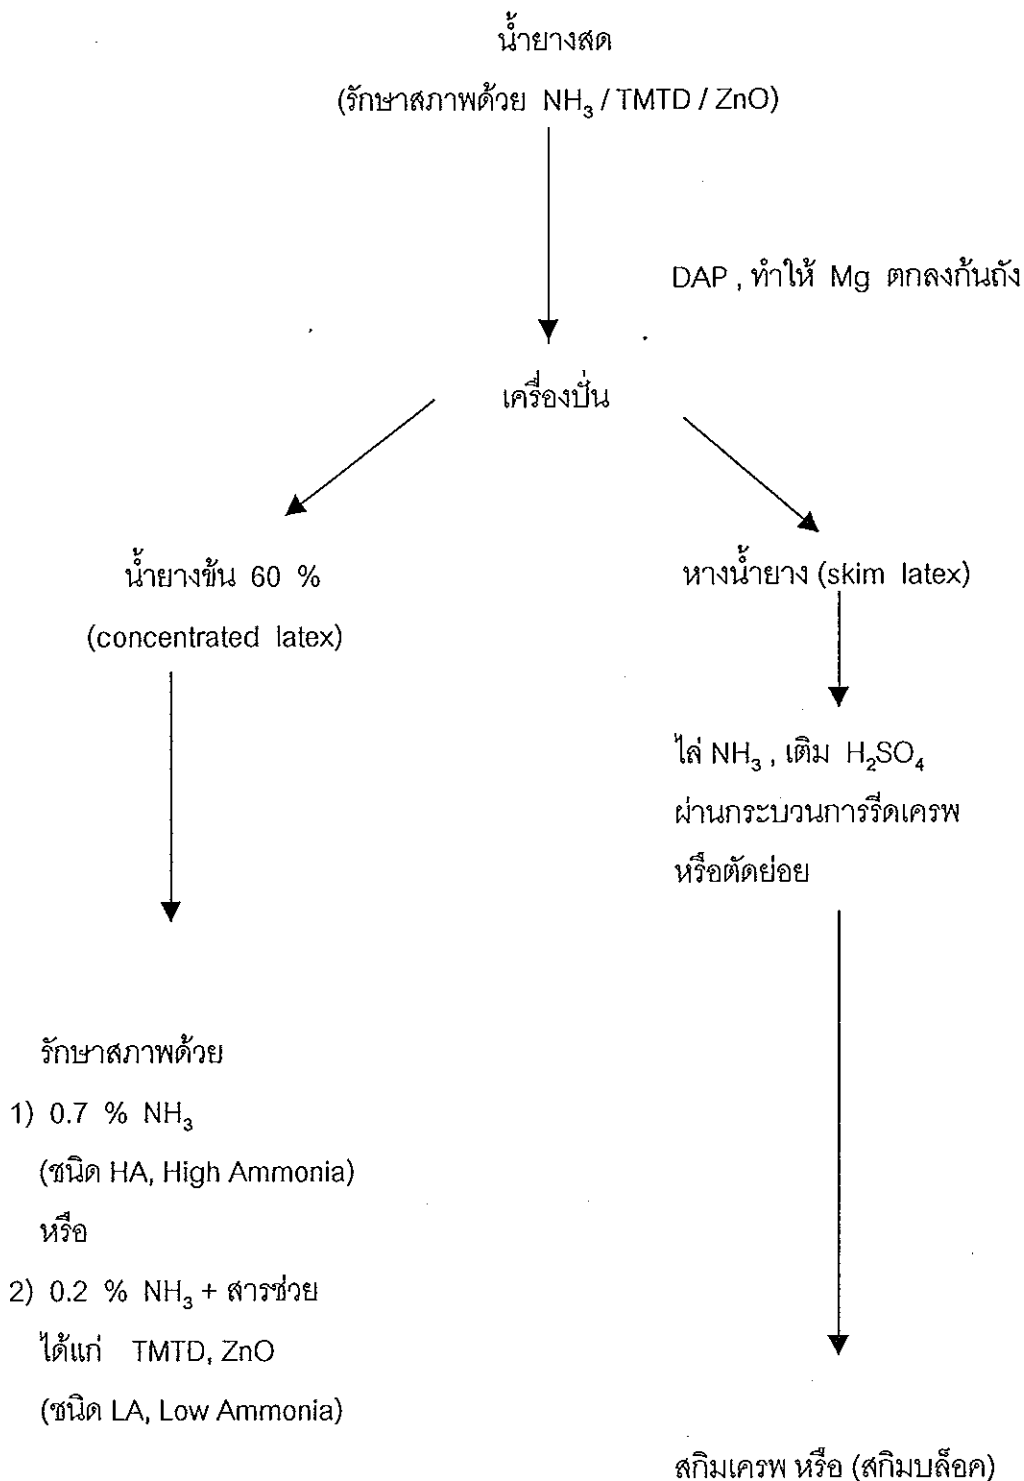 น้ำยางสด
(รักษาสภาพด้วย NH₃ / TMTD / ZnO)
DAP , ทำให้ Mg ตกลงก้นถัง
เครื่องปั่น
น้ำยางข้น 60 %
(concentrated latex)
หางน้ำยาง (skim latex)
ไล่ NH₃ , เติม H₂SO₄
ผ่านกระบวนการรีดเครพ
หรือตัดย่อย
รักษาสภาพด้วย
1) 0.7 % NH₃
(ชนิด HA, High Ammonia)
หรือ
2) 0.2 % NH₃ + สารช่วย
ได้แก่ TMTD, ZnO
(ชนิด LA, Low Ammonia)
สกิมเครพ หรือ (สกิมบล็อค)